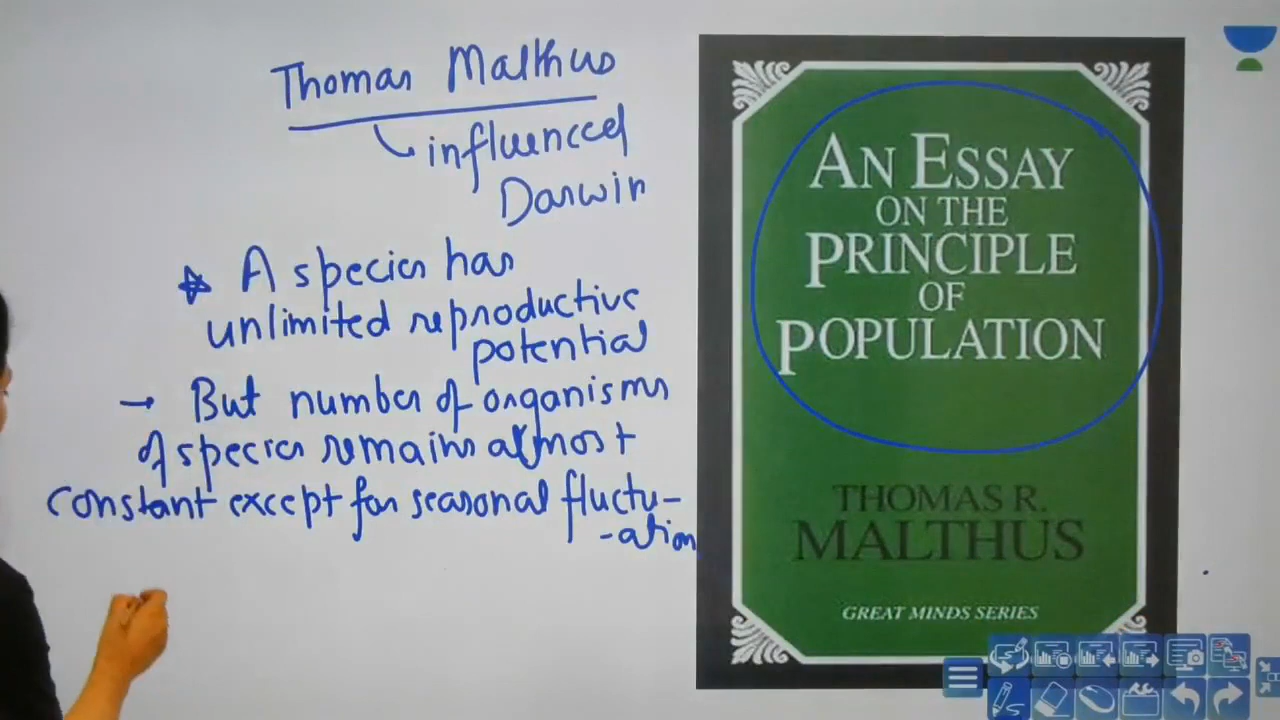 Thomas Malthus
influenced
Darwin
A species has
unlimited reproductive
potential
→ But number of organisms
of species remains almost
constant except for seasonal fluctu-
-ation
AN ESSAY
ON THE
PRINCIPLE
OF
POPULATION
THOMAS R.
MALTHUS
GREAT MINDS SERIES